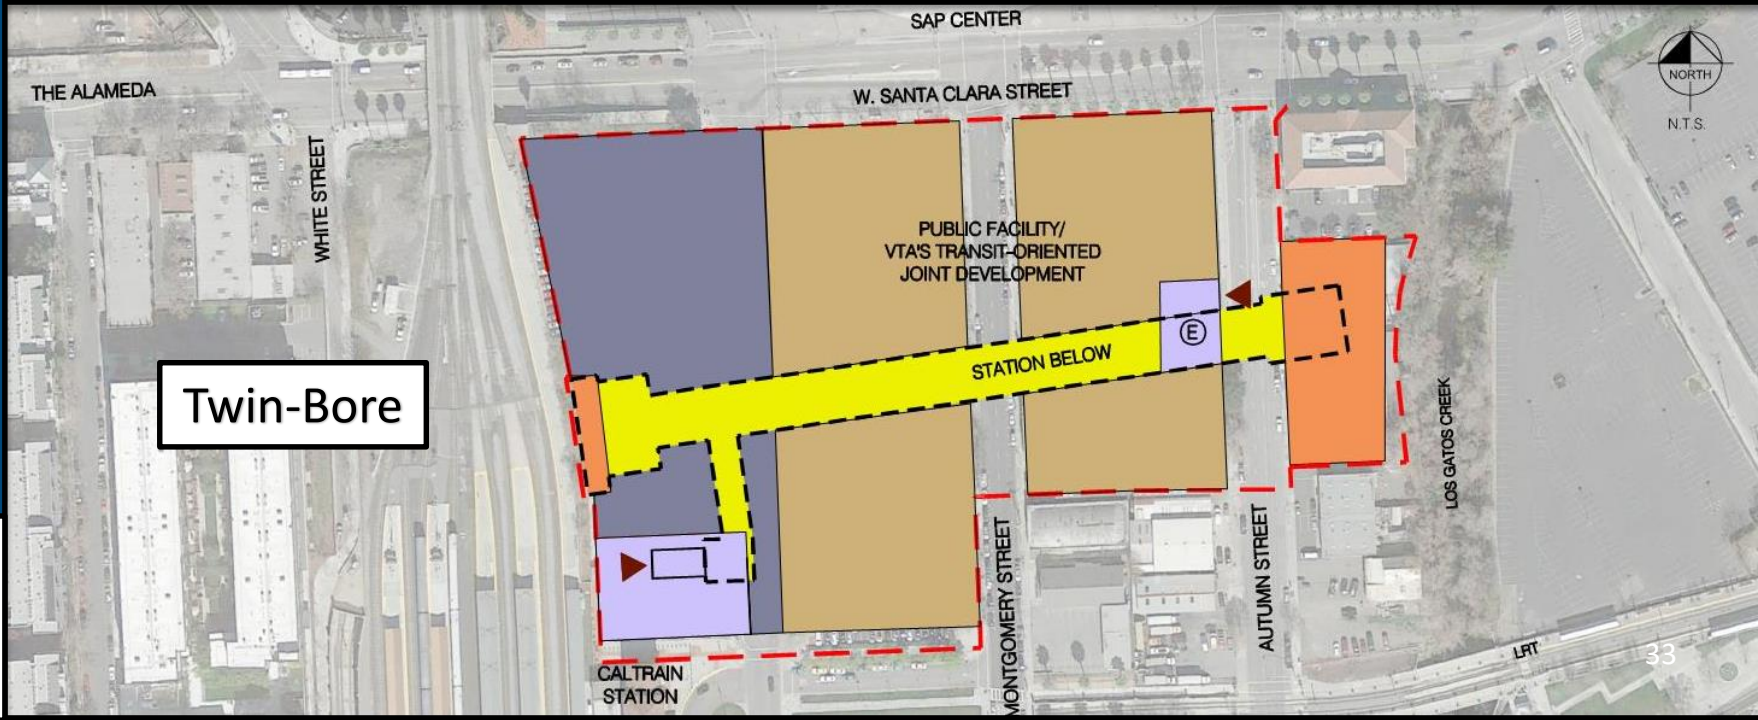 SAP CENTER
THE ALAMEDA
W. SANTA CLARA STREET
NORTH
N.T.S.
WHITE STREET
PUBLIC FACILITY/
VTA'S TRANSIT-ORIENTED
JOINT DEVELOPMENT
E
STATION BELOW
Twin-Bore
LOS GATOS CREEK
MONTGOMERY STREET
AUTUMN STREET
LRT
33
CALTRAIN
STATION